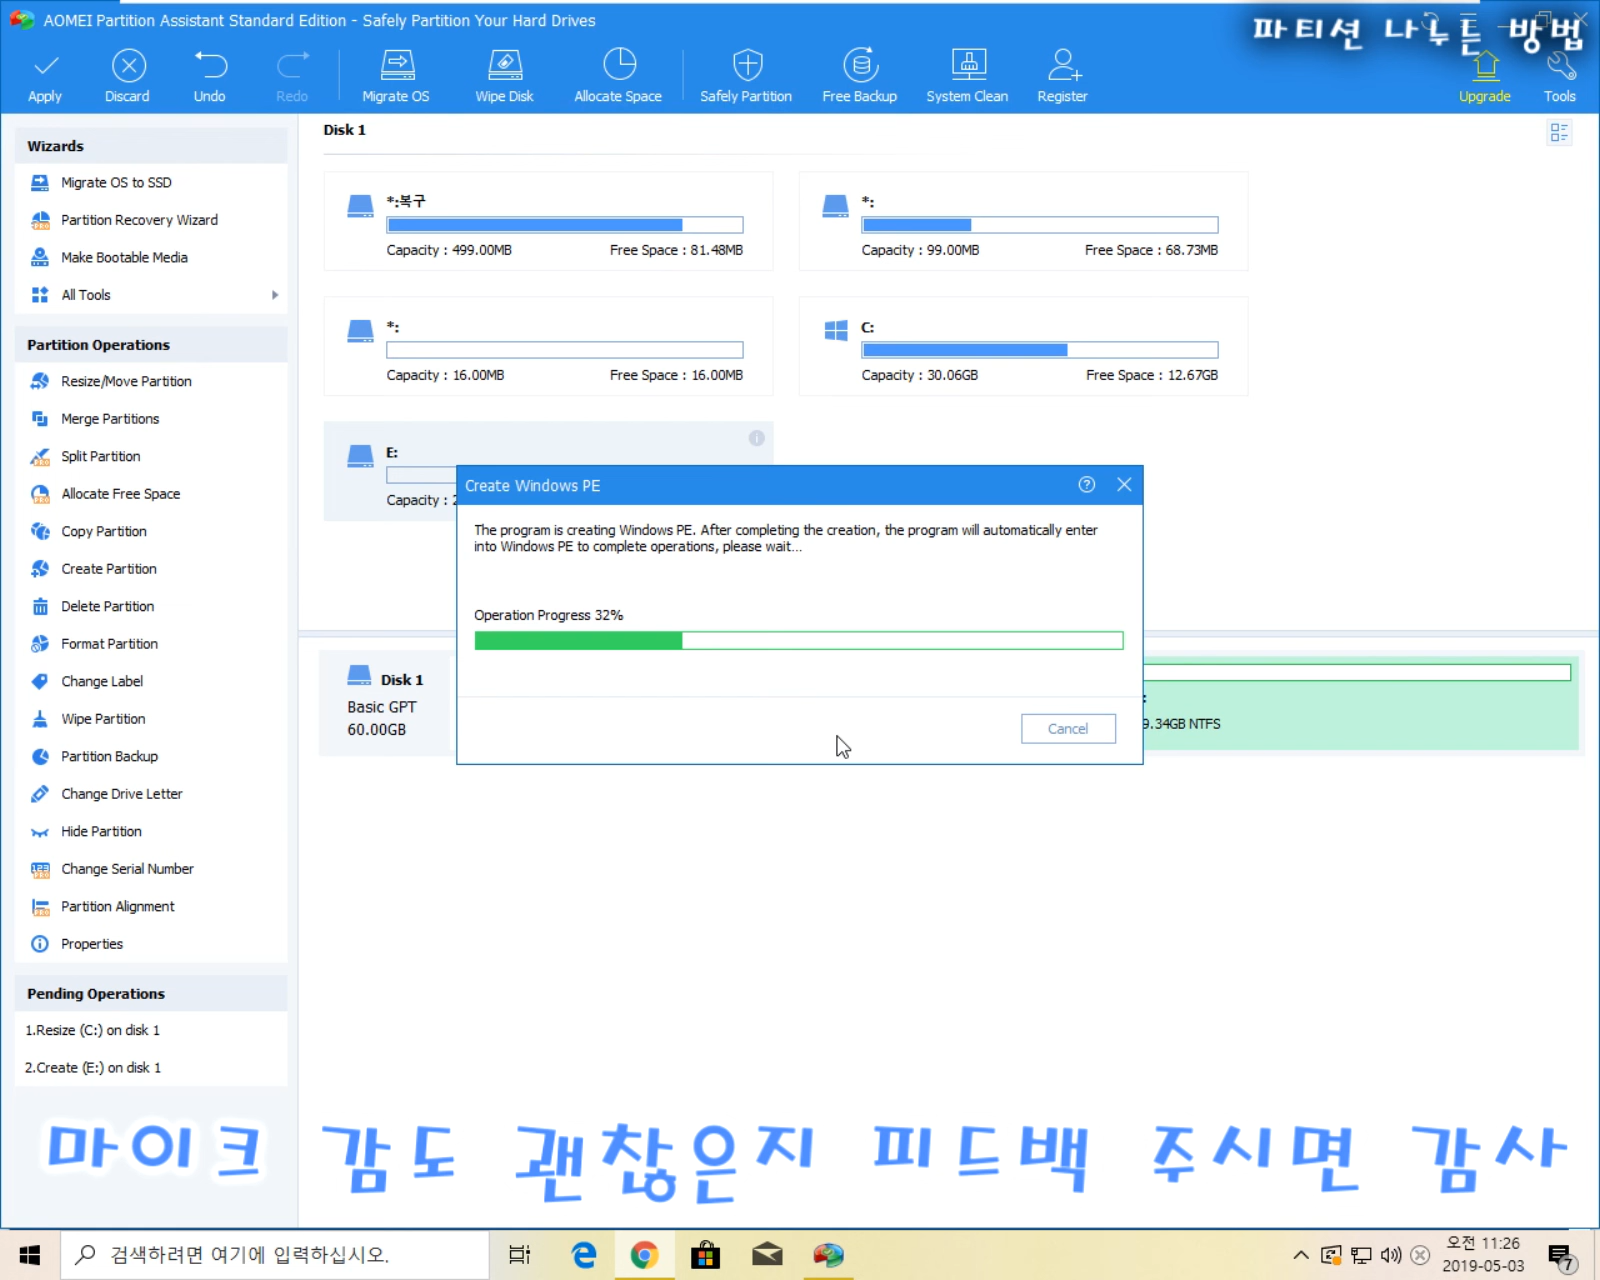 AOMEI Partition Assistant Standard Edition - Safely Partition Your Hard Drives
파티션 나누는 방법
Apply
Discard
Undo
Redo
Migrate OS
Wipe Disk
Allocate Space
Safely Partition
Free Backup
System Clean
Register
Upgrade
Tools
Wizards
Migrate OS to SSD
Partition Recovery Wizard
Make Bootable Media
All Tools
Partition Operations
Resize/Move Partition
Merge Partitions
Split Partition
Allocate Free Space
Copy Partition
Create Partition
Delete Partition
Format Partition
Change Label
Wipe Partition
Partition Backup
Change Drive Letter
Hide Partition
Change Serial Number
Partition Alignment
Properties
Pending Operations
1.Resize (C:) on disk 1
2.Create (E:) on disk 1
Disk 1
*:복구
Capacity : 499.00MB Free Space : 81.48MB
*:
Capacity : 99.00MB Free Space : 68.73MB
*:
Capacity : 16.00MB Free Space : 16.00MB
C:
Capacity : 30.06GB Free Space : 12.67GB
E:
Capacity : 2
Create Windows PE
The program is creating Windows PE. After completing the creation, the program will automatically enter
into Windows PE to complete operations, please wait...
Operation Progress 32%
Cancel
Disk 1
Basic GPT
60.00GB
:
9.34GB NTFS
마이크 감도 괜찮은지 피드백 주시면 감사
검색하려면 여기에 입력하십시오.
오전 11:26
2019-05-03
7